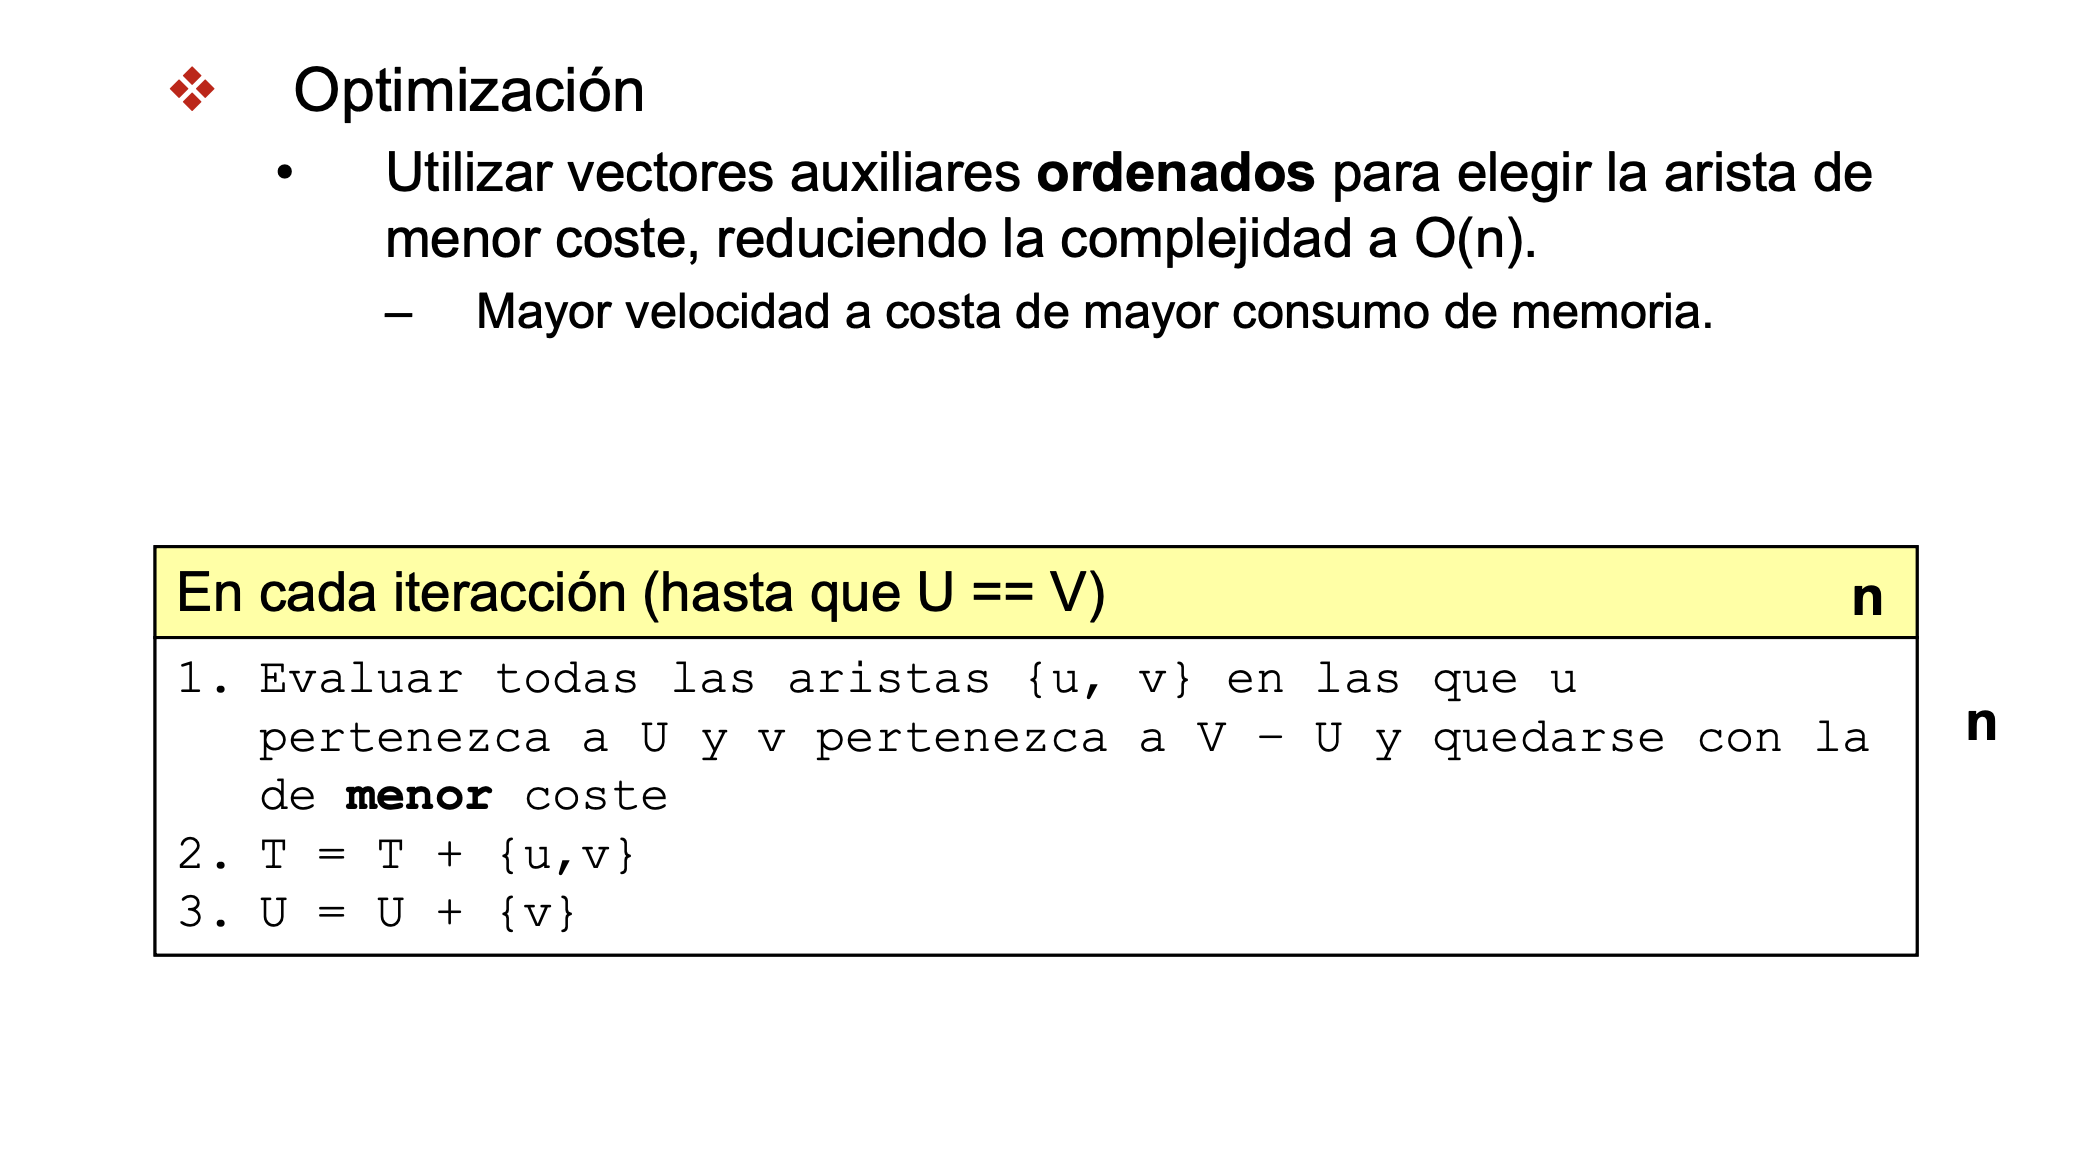 Optimización
• Utilizar vectores auxiliares ordenados para elegir la arista de
menor coste, reduciendo la complejidad a O(n).
– Mayor velocidad a costa de mayor consumo de memoria.
En cada iteracción (hasta que U == V) n
1. Evaluar todas las aristas {u, v} en las que u
pertenezca a U y v pertenezca a V – U y quedarse con la
n
de menor coste
2. T = T + {u,v}
3. U = U + {v}